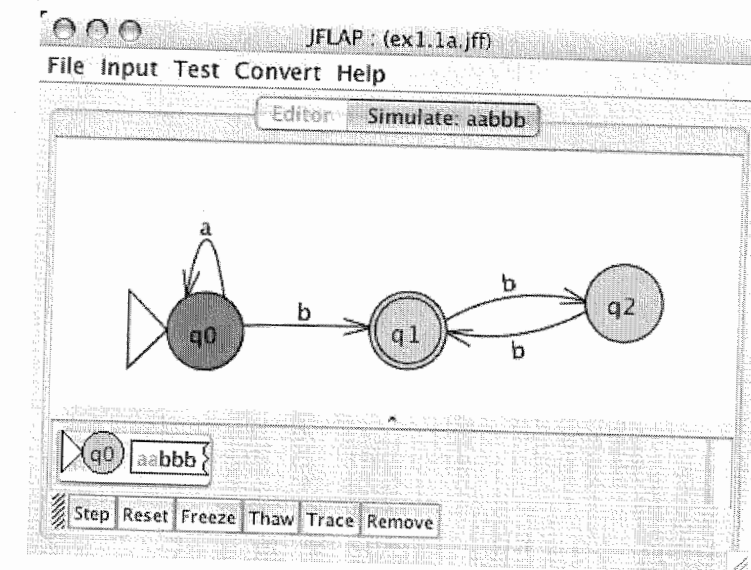 JFLAP : (ex1.1a.jff)
File Input Test Convert Help
Editor Simulate: aabbb
a
b
b
q0
q1
q2
b
q0 aabbb
Step Reset Freeze Thaw Trace Remove